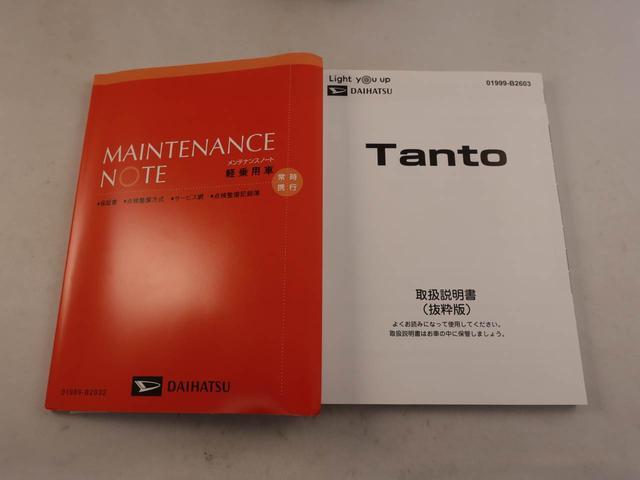 MAINTENANCE
NOTE
メンテナンスノート
軽乗用車
常時
携行
●保証書 ●点検整備方式 ●サービス網 ●点検整備記録簿
DAIHATSU
01989-B2032
Light you up
DAIHATSU
01999-B2603
Tanto
取扱説明書
（抜粋版）
よくお読みになって使用してください。
取扱説明書はお車の中に保管しましょう。